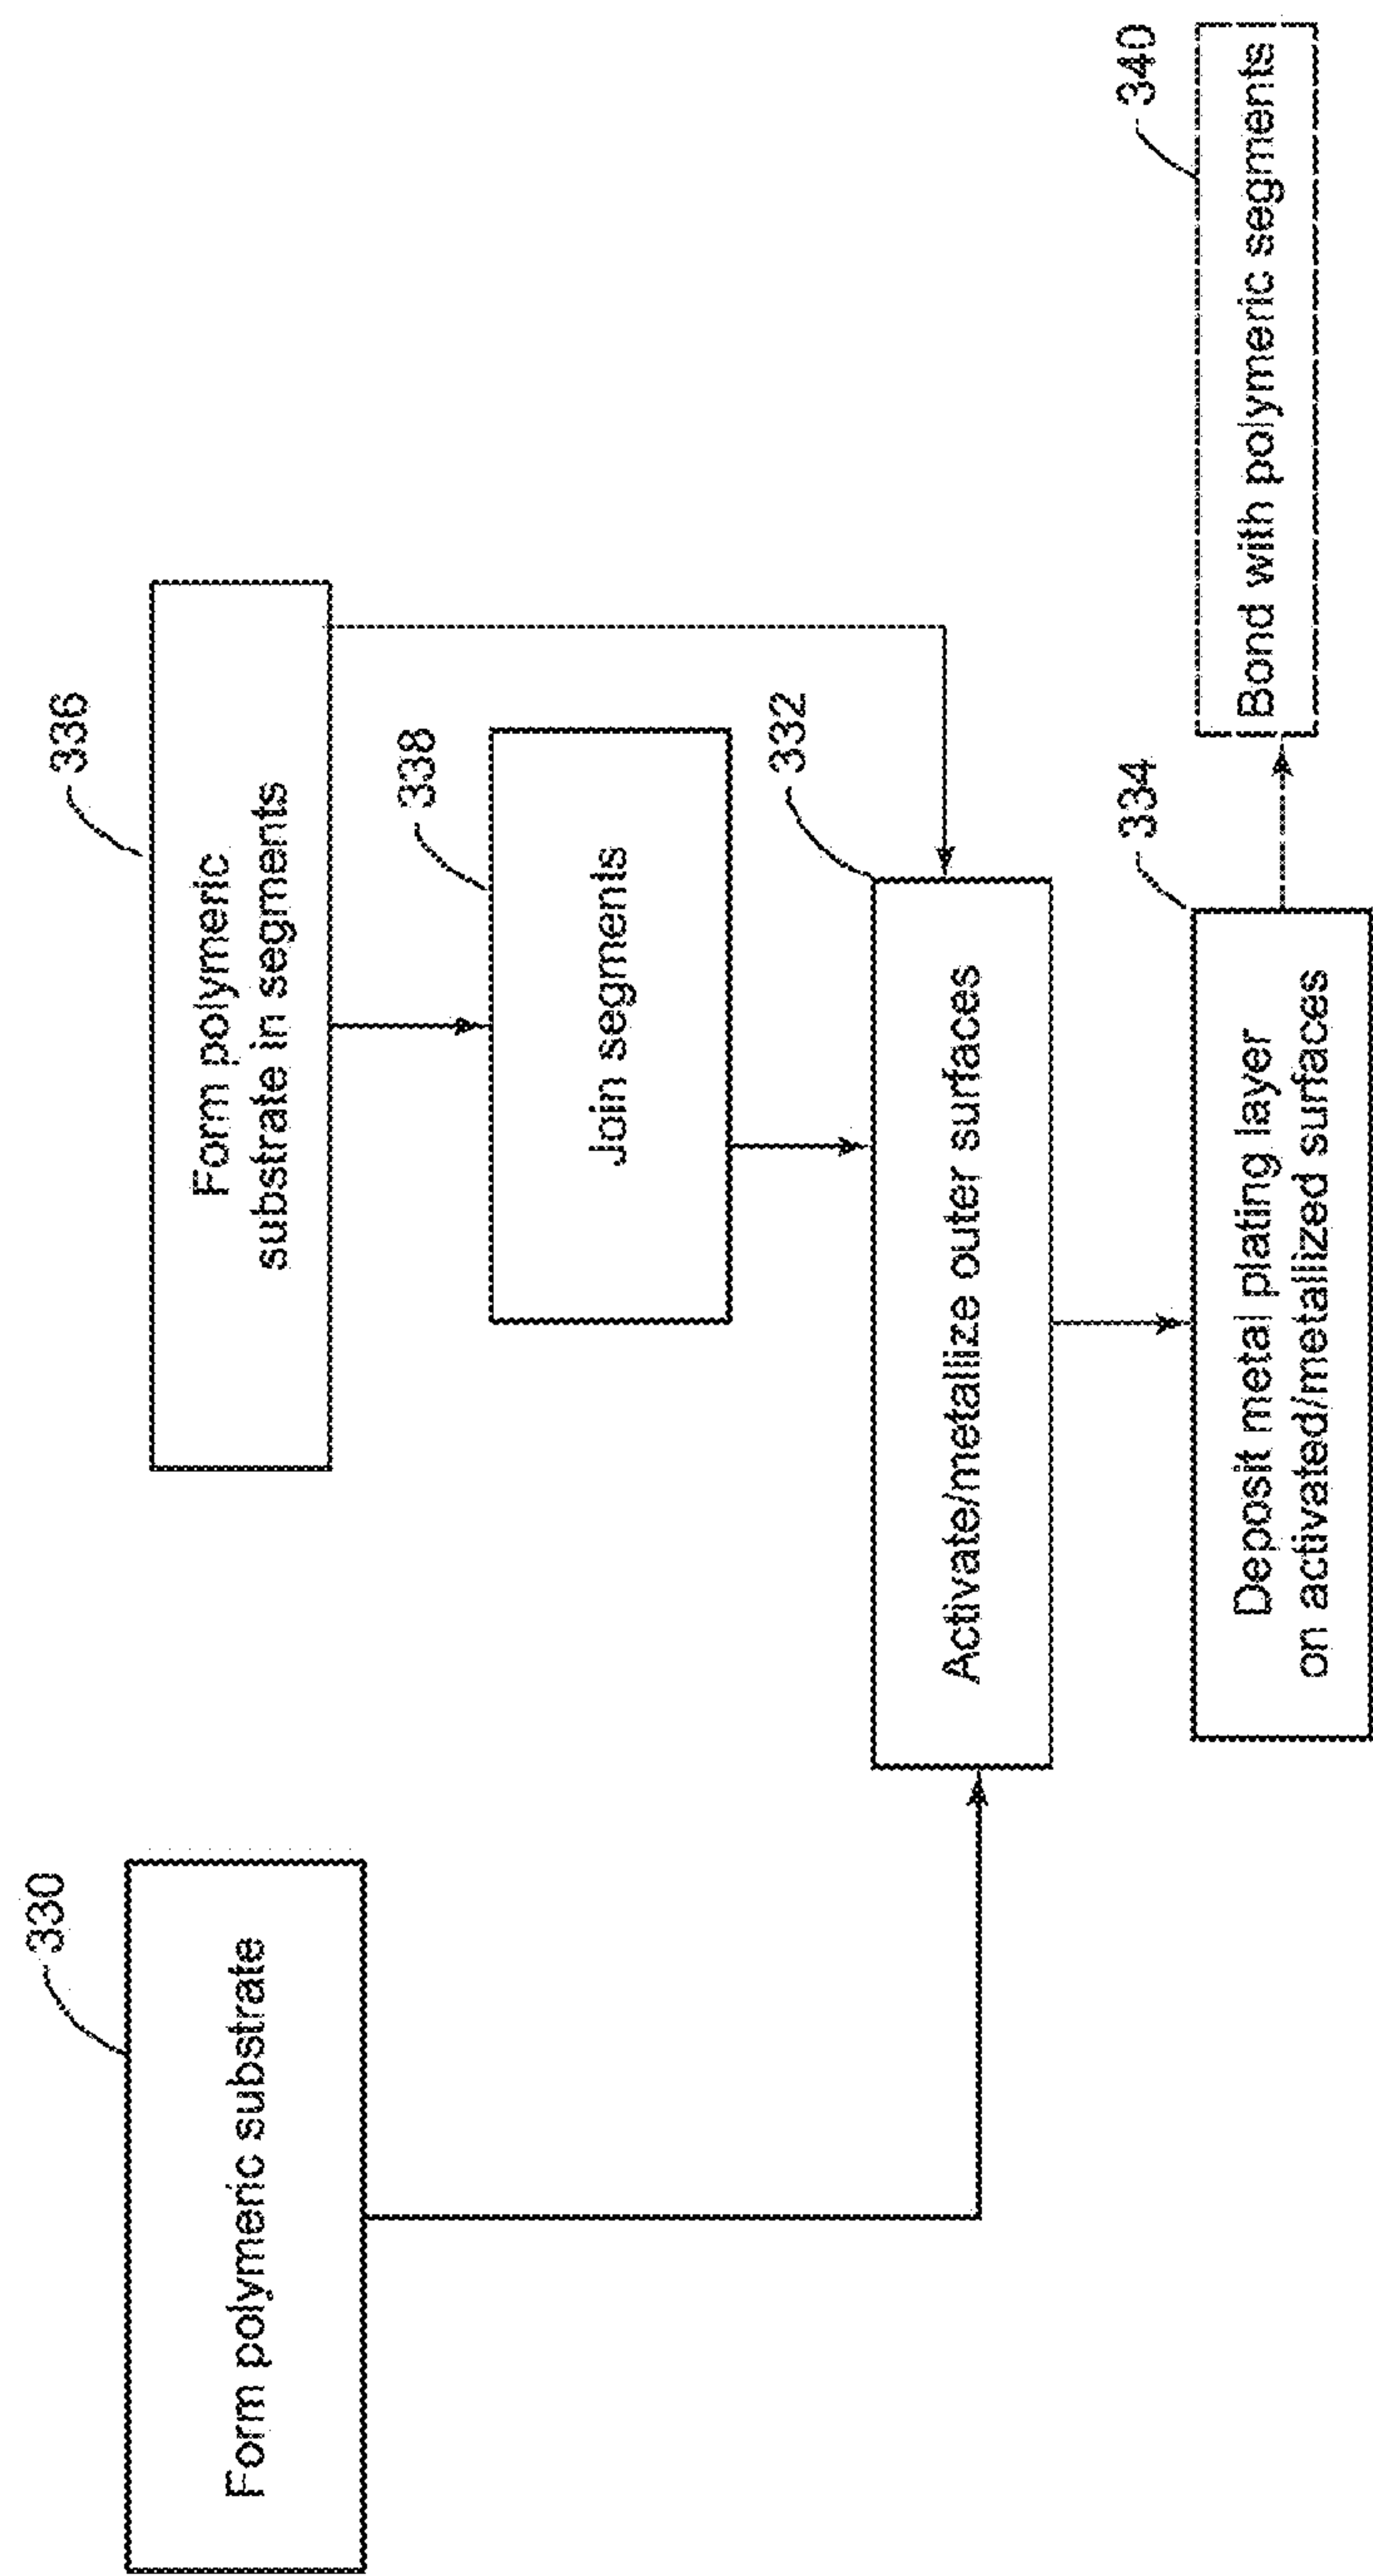 330
Form polymeric substrate
336
Form polymeric
substrate in segments
338
Join segments
332
Activate/metallize outer surfaces
334
Deposit metal plating layer
on activated/metallized surfaces
340
Bond with polymeric segments